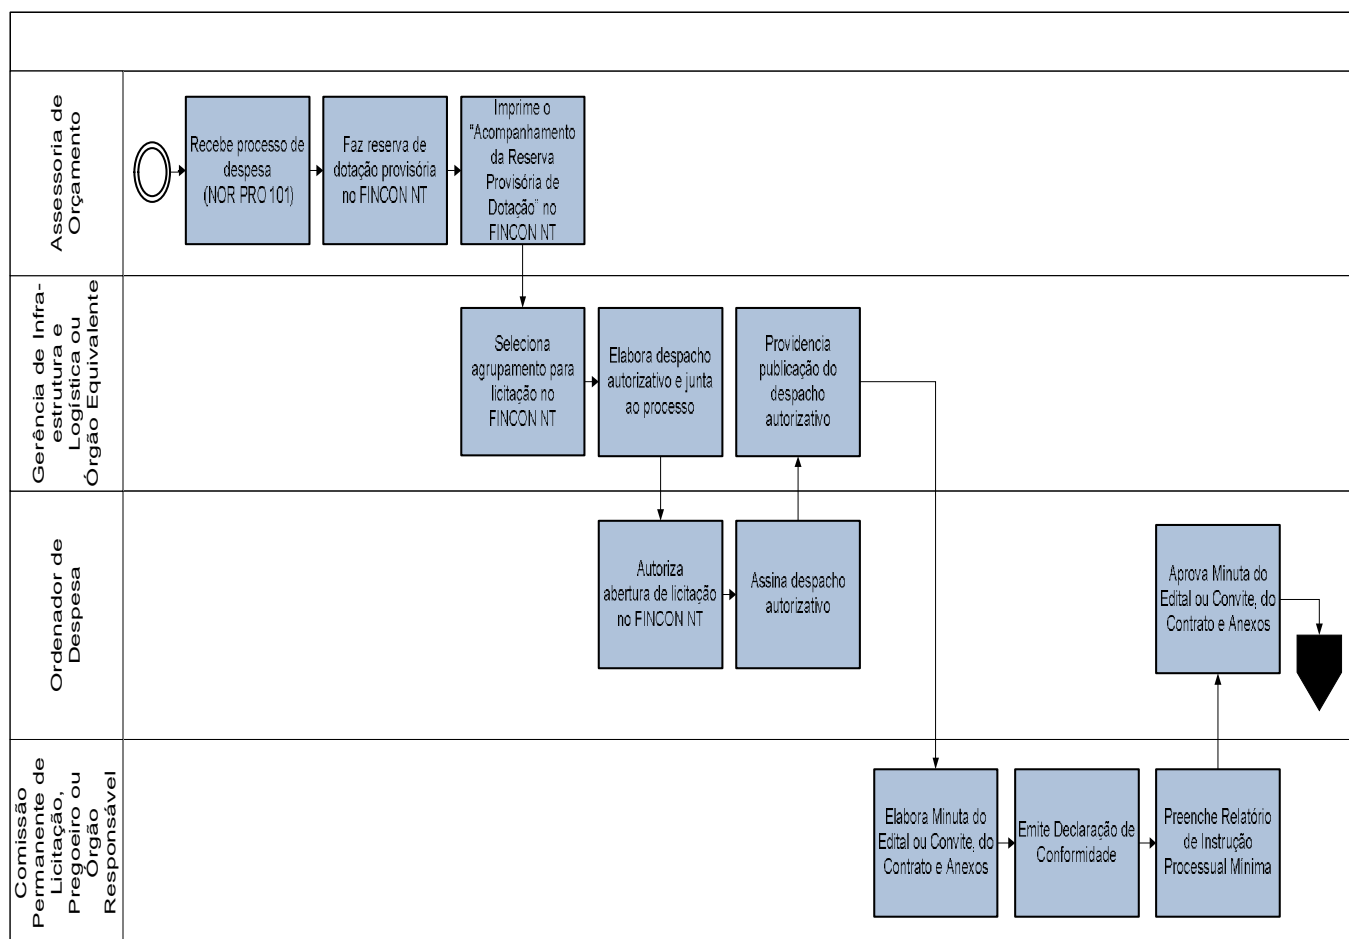 Assessoria de
Orçamento
Recebe processo de
despesa
(NOR PRO 101)
Faz reserva de
dotação provisória
no FINCON NT
Imprime o
“Acompanhamento
da Reserva
Provisória de
Dotação” no
FINCON NT
Gerência de Infra-
estrutura e
Logística ou
Órgão Equivalente
Seleciona
agrupamento para
licitação no
FINCON NT
Elabora despacho
autorizativo e junta
ao processo
Providencia
publicação do
despacho
autorizativo
Ordenador de
Despesa
Autoriza
abertura de licitação
no FINCON NT
Assina despacho
autorizativo
Aprova Minuta do
Edital ou Convite, do
Contrato e Anexos
Comissão
Permanente de
Licitação,
Pregoeiro ou
Órgão
Responsável
Elabora Minuta do
Edital ou Convite, do
Contrato e Anexos
Emite Declaração de
Conformidade
Preenche Relatório
de Instrução
Processual Mínima